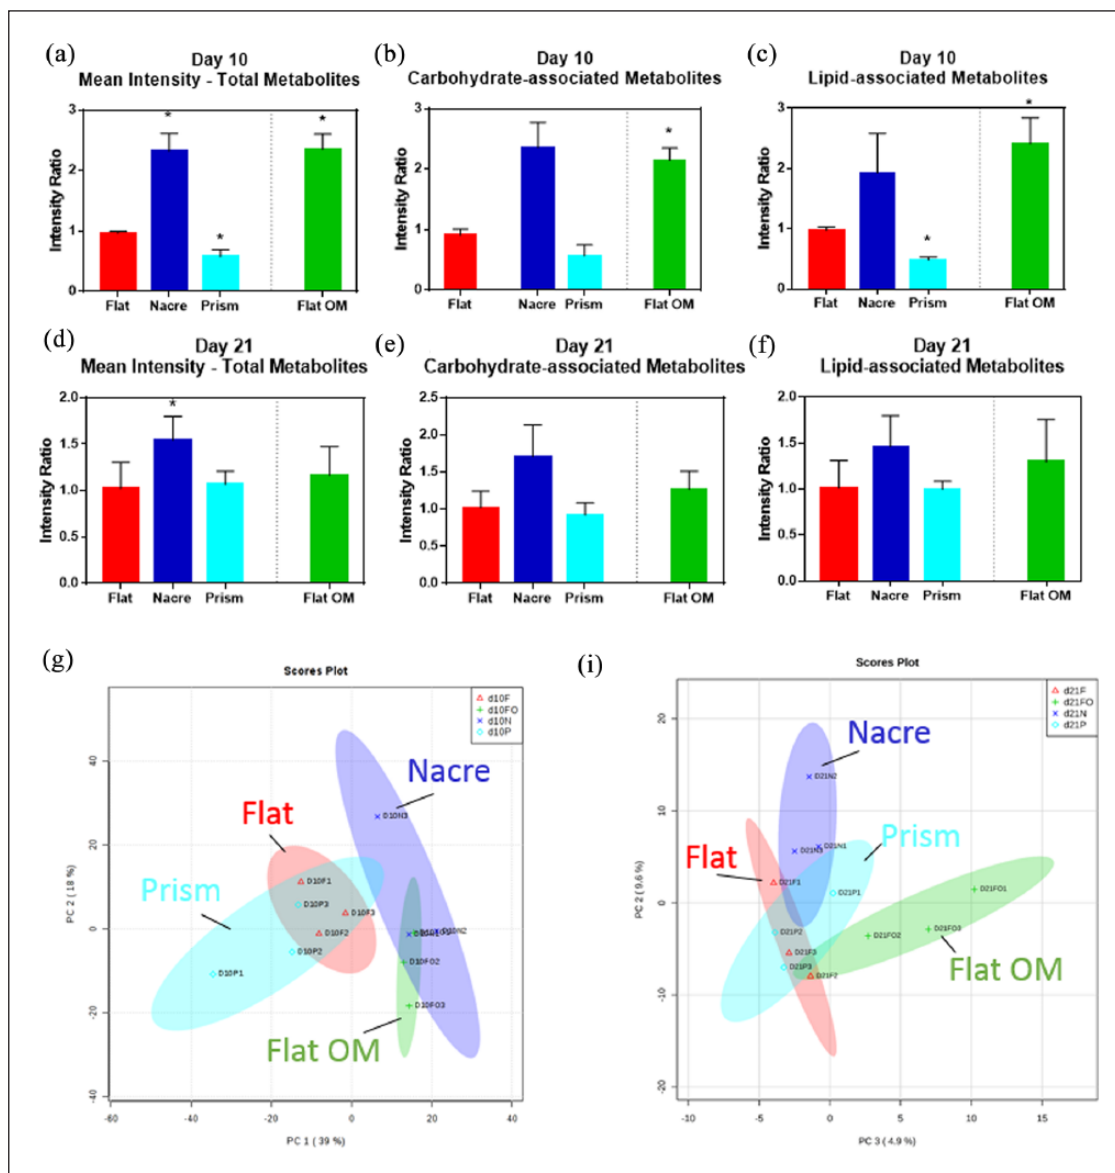 (a)
Day 10
Mean Intensity - Total Metabolites
Intensity Ratio
3
2
1
0
*
*
*
Flat Nacre Prism Flat OM
(b)
Day 10
Carbohydrate-associated Metabolites
Intensity Ratio
3
2
1
0
*
Flat Nacre Prism Flat OM
(c)
Day 10
Lipid-associated Metabolites
Intensity Ratio
3
2
1
0
*
*
Flat Nacre Prism Flat OM
(d)
Day 21
Mean Intensity - Total Metabolites
Intensity Ratio
2.0
1.5
1.0
0.5
0.0
*
Flat Nacre Prism Flat OM
(e)
Day 21
Carbohydrate-associated Metabolites
Intensity Ratio
2.5
2.0
1.5
1.0
0.5
0.0
Flat Nacre Prism Flat OM
(f)
Day 21
Lipid-associated Metabolites
Intensity Ratio
2.0
1.5
1.0
0.5
0.0
Flat Nacre Prism Flat OM
(g)
Scores Plot
d10F
d10FO
d10N
d10P
PC 2 ( 18 %)
40
20
0
-20
-40
Nacre
Flat
Prism
Flat OM
D10N3
D10F1
D10P3
D10F3
D10F2
D10N2
D10P2
D10FO2
D10P1
D10FO3
-60 -40 -20 0 20 40
PC 1 ( 39 %)
(i)
Scores Plot
d21F
d21FO
d21N
d21P
PC 2 ( 9.6 %)
20
10
0
-10
-20
Nacre
Prism
Flat
Flat OM
D21N2
D21N3
D21N1
D21F1
D21P1
D21FO1
D21P2
D21FO2
D21FO3
D21F3
D21P3
D21F2
-10 -5 0 5 10 15
PC 3 ( 4.9 %)